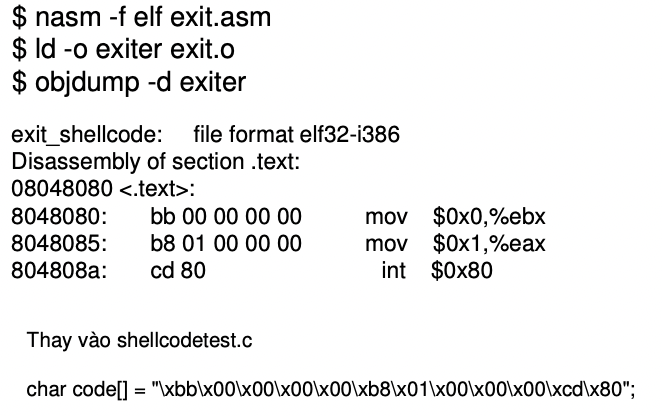 $ nasm -f elf exit.asm
$ ld -o exiter exit.o
$ objdump -d exiter
exit_shellcode: file format elf32-i386
Disassembly of section .text:
08048080 <.text>:
8048080: bb 00 00 00 00 mov $0x0,%ebx
8048085: b8 01 00 00 00 mov $0x1,%eax
804808a: cd 80 int $0x80
Thay vào shellcodetest.c
char code[] = "\xbb\x00\x00\x00\x00\xb8\x01\x00\x00\x00\xcd\x80";